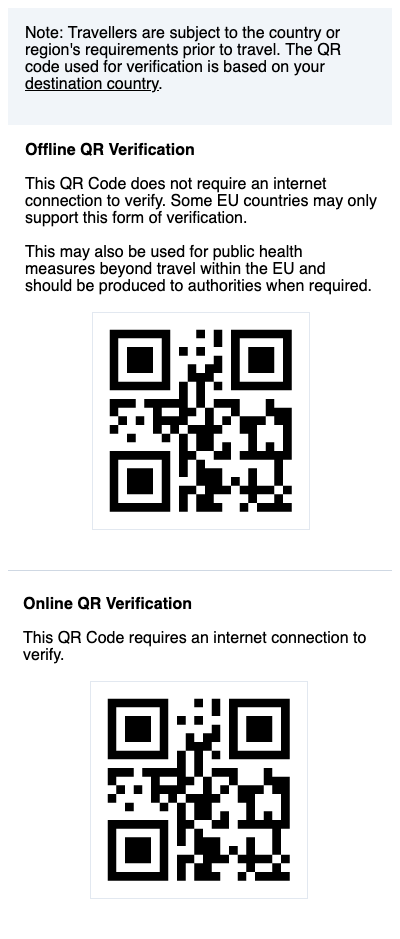 Note: Travellers are subject to the country or
region's requirements prior to travel. The QR
code used for verification is based on your
destination country.
Offline QR Verification
This QR Code does not require an internet
connection to verify. Some EU countries may only
support this form of verification.
This may also be used for public health
measures beyond travel within the EU and
should be produced to authorities when required.
Online QR Verification
This QR Code requires an internet connection to
verify.